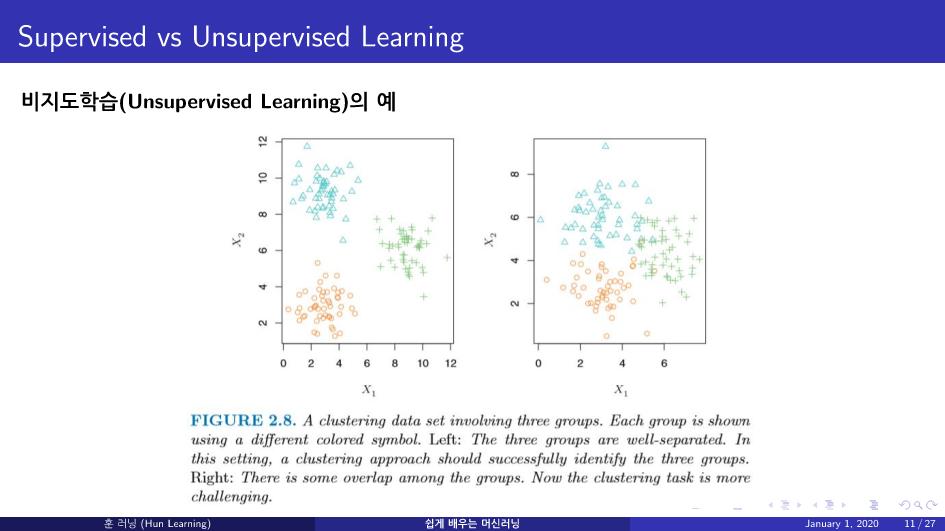 Supervised vs Unsupervised Learning
비지도학습(Unsupervised Learning)의 예
12
10
8
6
4
2
X2
0 2 4 6 8 10 12
X1
8
6
4
2
X2
0 2 4 6
X1
FIGURE 2.8. A clustering data set involving three groups. Each group is shown
using a different colored symbol. Left: The three groups are well-separated. In
this setting, a clustering approach should successfully identify the three groups.
Right: There is some overlap among the groups. Now the clustering task is more
challenging.
훈 러닝 (Hun Learning) 쉽게 배우는 머신러닝 January 1, 2020 11 / 27